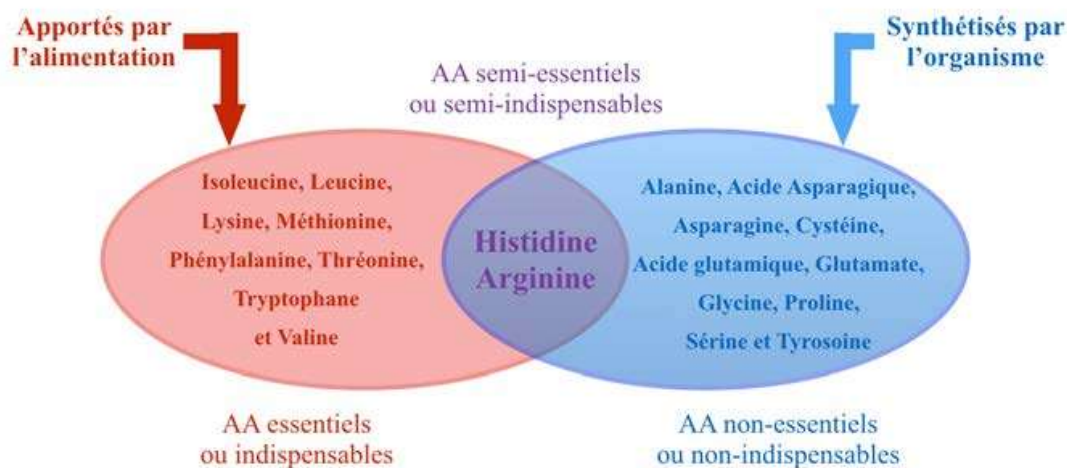 Apportés par
l'alimentation
Synthétisés par
l'organisme
AA semi-essentiels
ou semi-indispensables
Isoleucine, Leucine,
Lysine, Méthionine,
Phénylalanine, Thréonine,
Tryptophane
et Valine
Histidine
Arginine
Alanine, Acide Asparagique,
Asparagine, Cystéine,
Acide glutamique, Glutamate,
Glycine, Proline,
Sérine et Tyrosoine
AA essentiels
ou indispensables
AA non-essentiels
ou non-indispensables